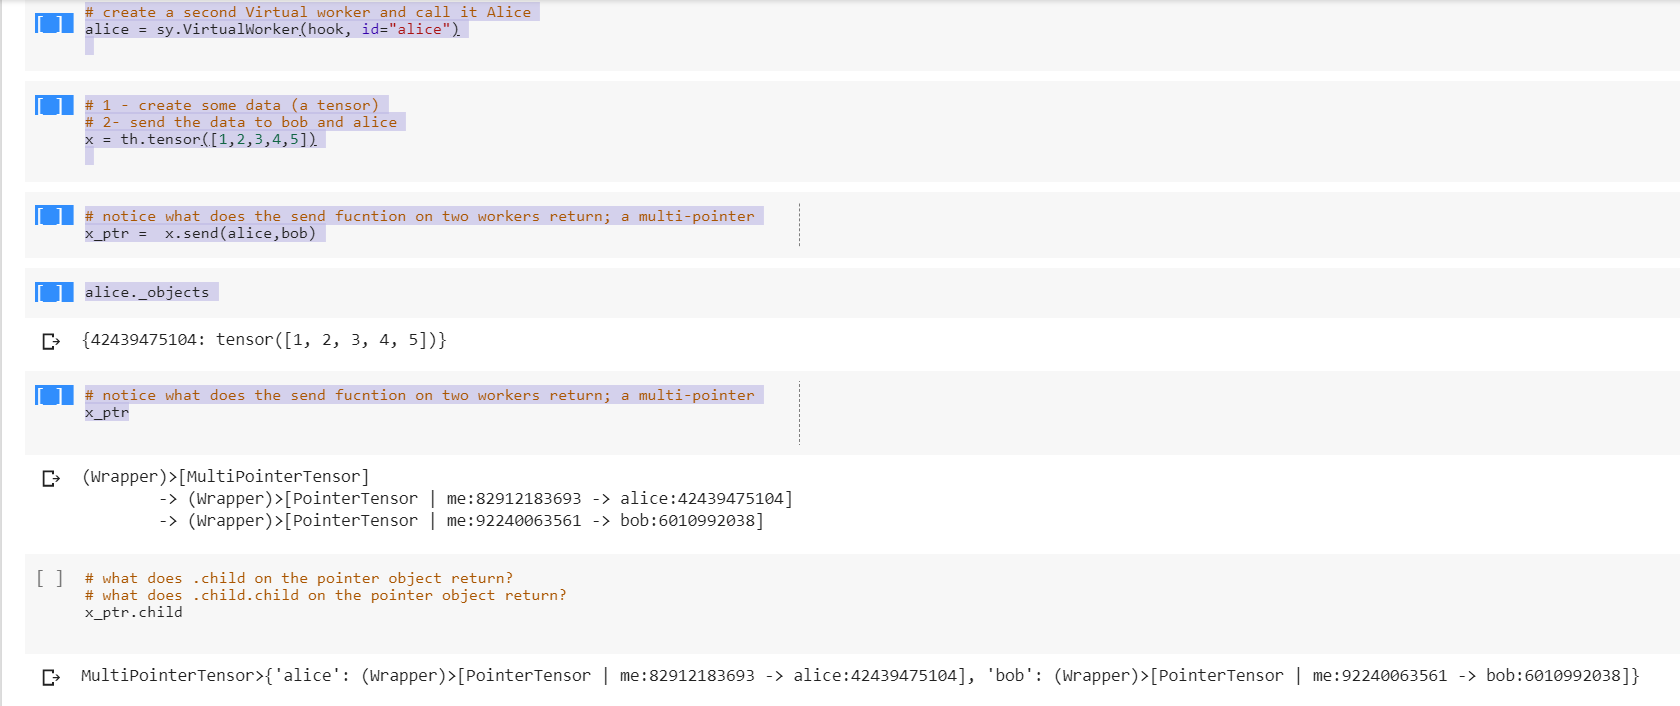 [ ] # create a second Virtual worker and call it Alice
alice = sy.VirtualWorker(hook, id="alice")
[ ] # 1 - create some data (a tensor)
# 2- send the data to bob and alice
x = th.tensor([1,2,3,4,5])
[ ] # notice what does the send fucntion on two workers return; a multi-pointer
x_ptr =  x.send(alice,bob)
[ ] alice._objects
{42439475104: tensor([1, 2, 3, 4, 5])}
[ ] # notice what does the send fucntion on two workers return; a multi-pointer
x_ptr
(Wrapper)>[MultiPointerTensor]
-> (Wrapper)>[PointerTensor | me:82912183693 -> alice:42439475104]
-> (Wrapper)>[PointerTensor | me:92240063561 -> bob:6010992038]
[ ] # what does .child on the pointer object return?
# what does .child.child on the pointer object return?
x_ptr.child
MultiPointerTensor>{'alice': (Wrapper)>[PointerTensor | me:82912183693 -> alice:42439475104], 'bob': (Wrapper)>[PointerTensor | me:92240063561 -> bob:6010992038]}